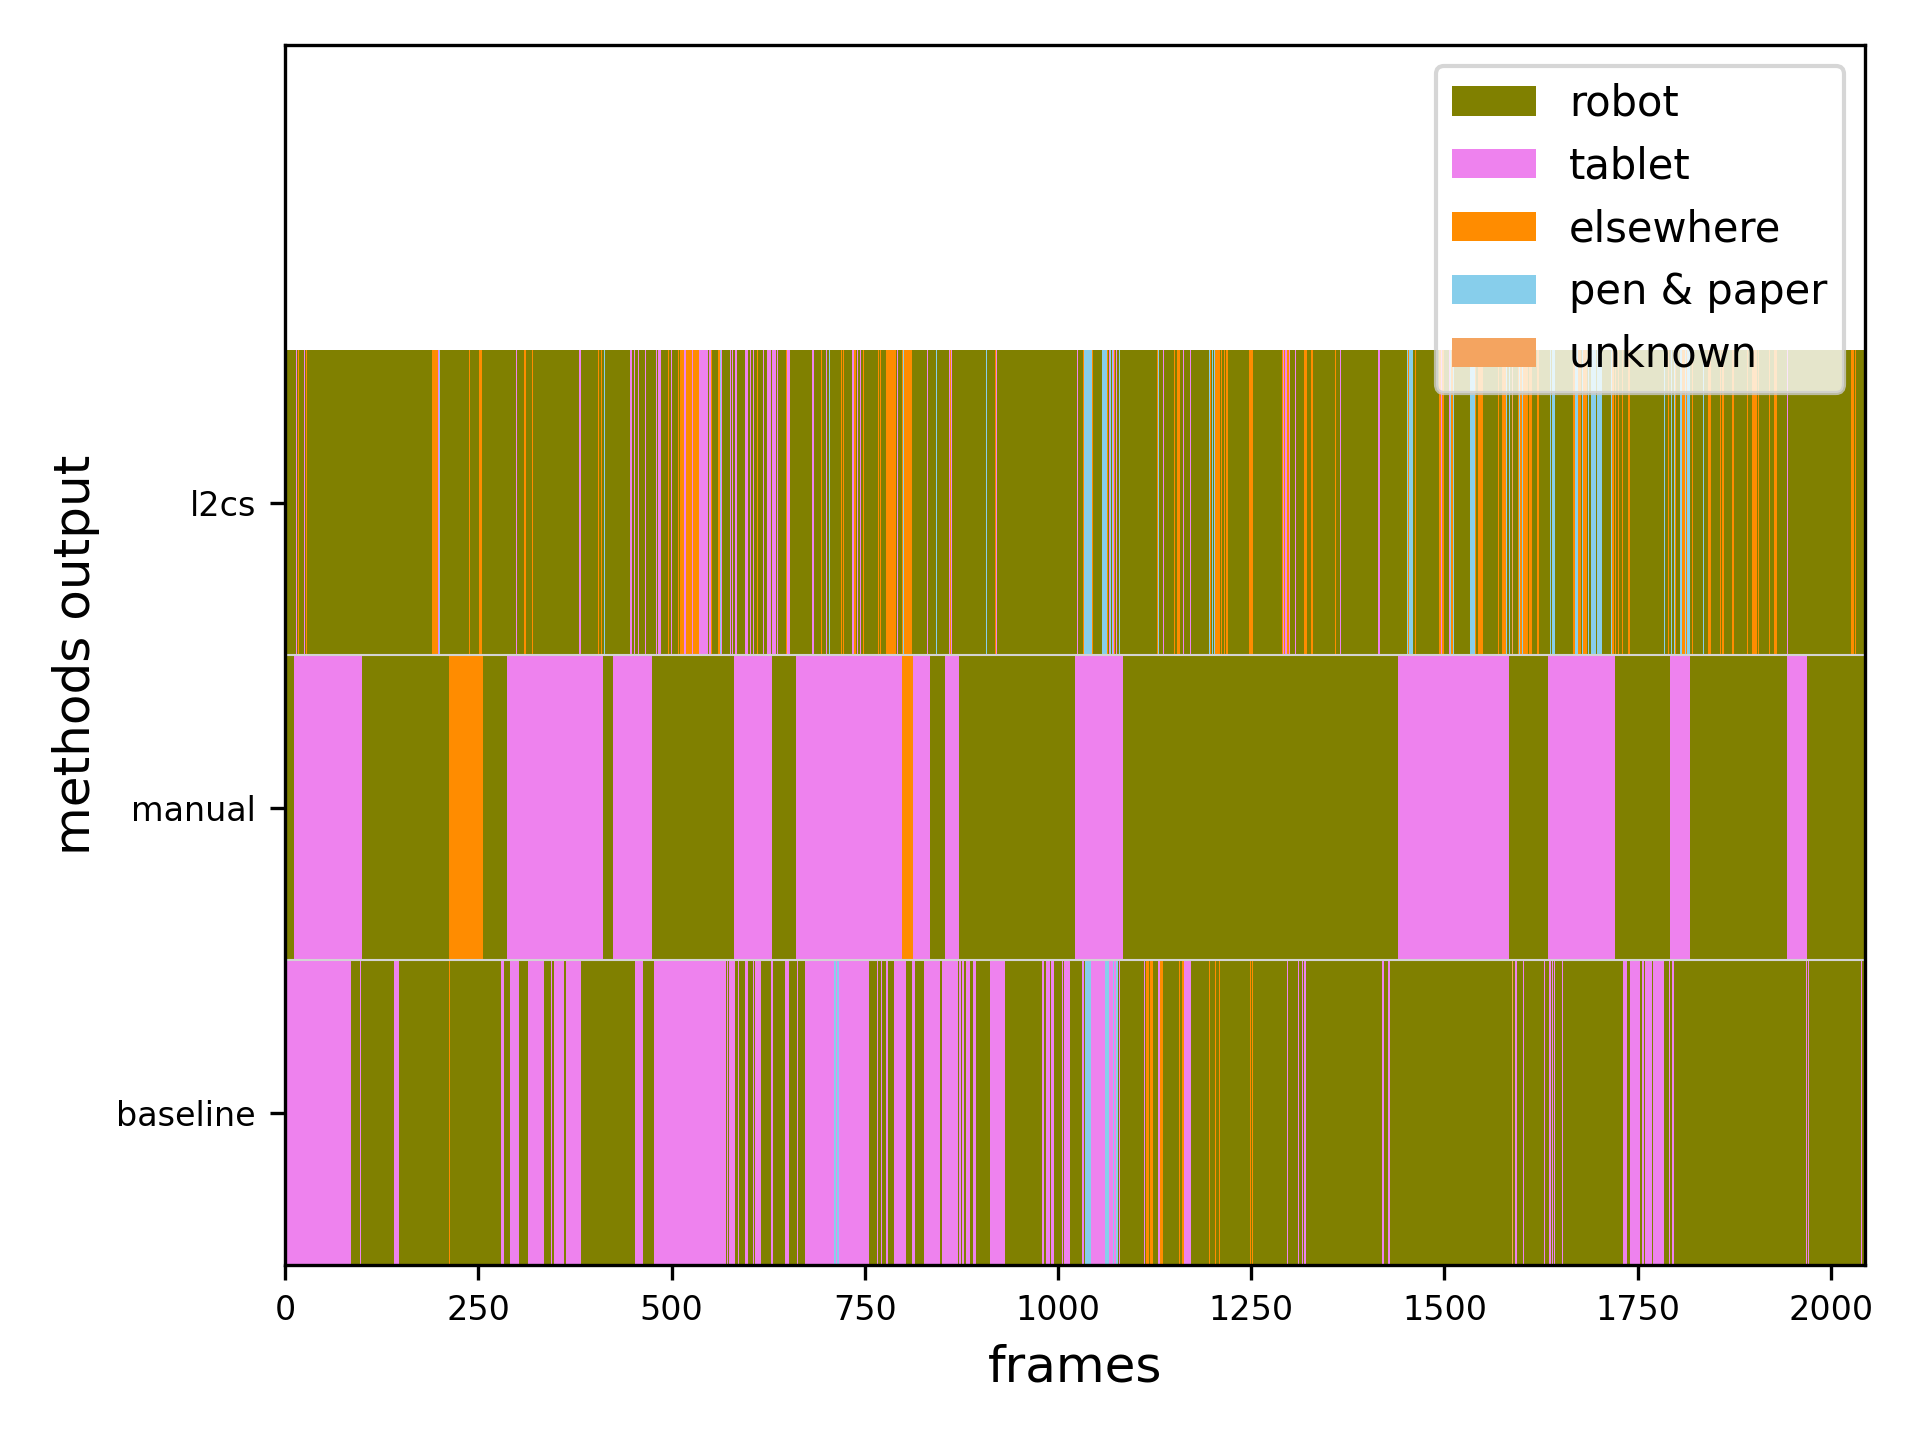 robot
tablet
elsewhere
pen & paper
unknown
methods output
l2cs
manual
baseline
0 250 500 750 1000 1250 1500 1750 2000
frames